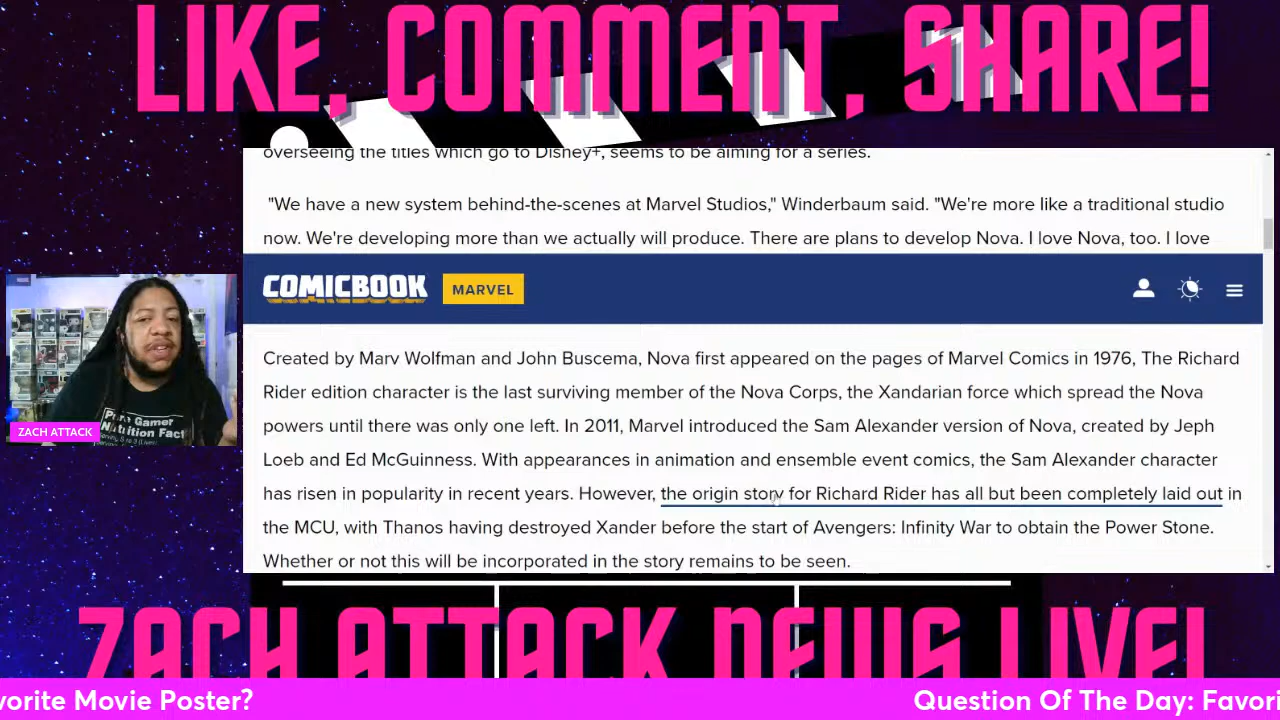 LIKE, COMMENT, SHARE!
overseeing the titles which go to Disney+, seems to be aiming for a series.
"We have a new system behind-the-scenes at Marvel Studios," Winderbaum said. "We're more like a traditional studio
now. We're developing more than we actually will produce. There are plans to develop Nova. I love Nova, too. I love
COMICBOOK MARVEL
Created by Marv Wolfman and John Buscema, Nova first appeared on the pages of Marvel Comics in 1976, The Richard
Rider edition character is the last surviving member of the Nova Corps, the Xandarian force which spread the Nova
powers until there was only one left. In 2011, Marvel introduced the Sam Alexander version of Nova, created by Jeph
Loeb and Ed McGuinness. With appearances in animation and ensemble event comics, the Sam Alexander character
has risen in popularity in recent years. However, the origin story for Richard Rider has all but been completely laid out in
the MCU, with Thanos having destroyed Xander before the start of Avengers: Infinity War to obtain the Power Stone.
Whether or not this will be incorporated in the story remains to be seen.
Gamer
Fact
ZACH ATTACK
ZACH ATTACK NEWS LIVE!
vorite Movie Poster? Question Of The Day: Favori